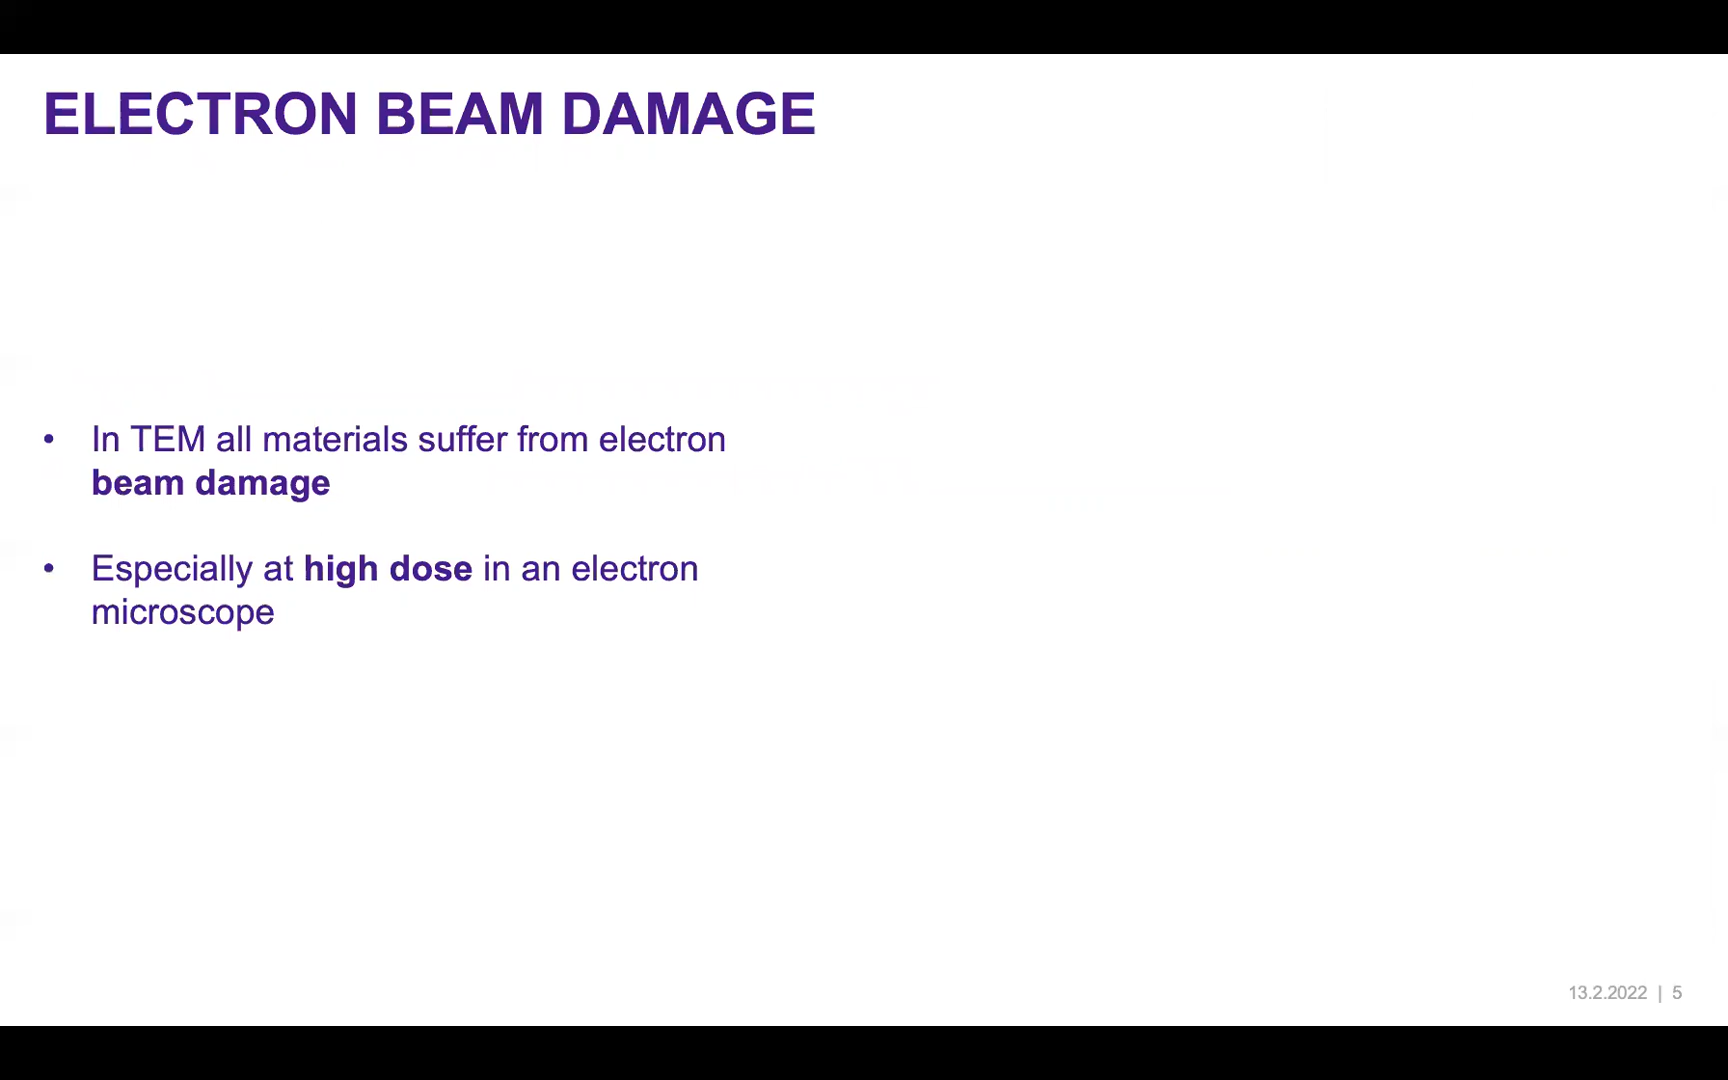 ELECTRON BEAM DAMAGE
• In TEM all materials suffer from electron
beam damage
• Especially at high dose in an electron
microscope
13.2.2022 | 5